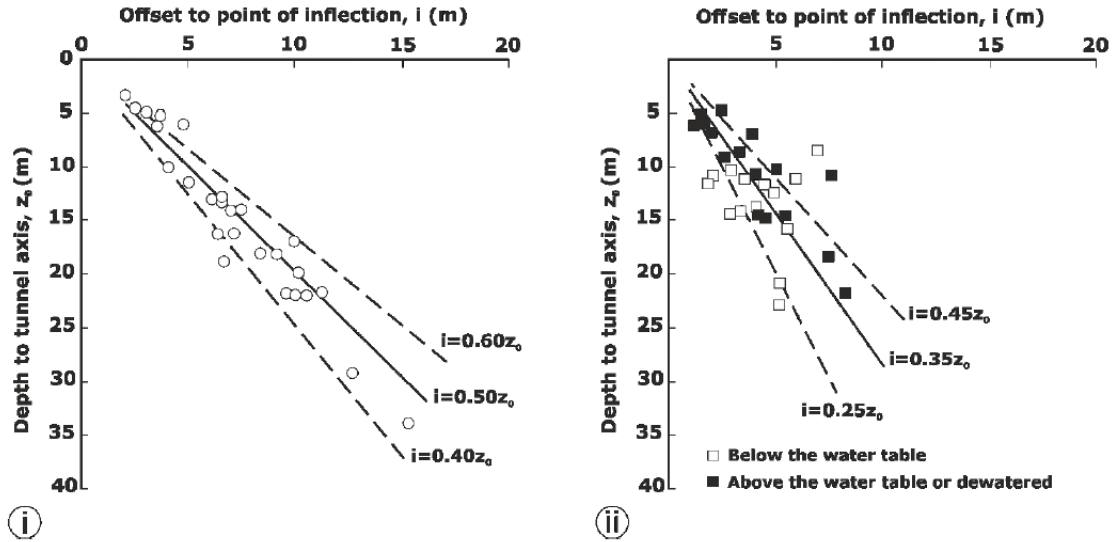 Offset to point of inflection, i (m)
0 5 10 15 20
0
5
10
15
20
25
30
35
40
Depth to tunnel axis, z₀ (m)
i=0.60z₀
i=0.50z₀
i=0.40z₀
i
Offset to point of inflection, i (m)
0 5 10 15 20
0
5
10
15
20
25
30
35
40
Depth to tunnel axis, z₀ (m)
i=0.45z₀
i=0.35z₀
i=0.25z₀
Below the water table
Above the water table or dewatered
ii